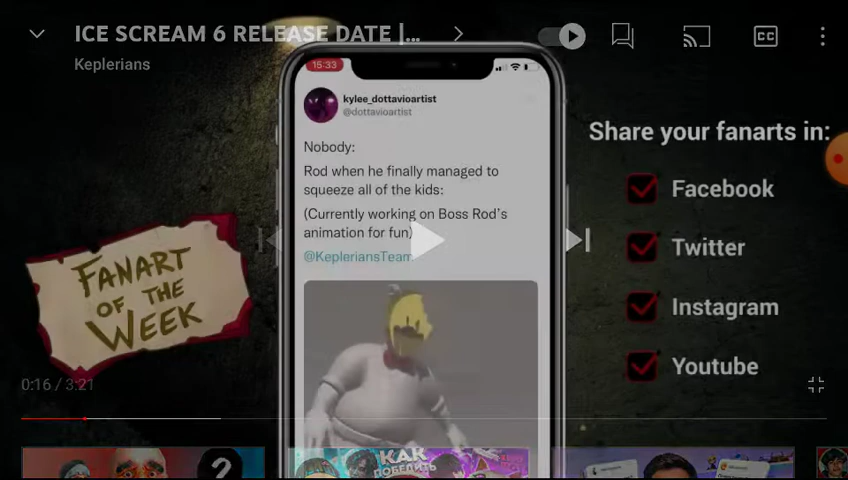 ICE SCREAM 6 RELEASE DATE |...
Keplerians
CC
15:33
kylee_dottavioartist
@dottavioartist
Nobody:
Rod when he finally managed to
squeeze all of the kids:
(Currently working on Boss Rod's
animation for fun)
@KepleriansTeam
Share your fanarts in:
Facebook
Twitter
Instagram
Youtube
FANART
OF THE
WEEK
0:16 / 3:21
?
КАК
ПОБЕДИТЬ